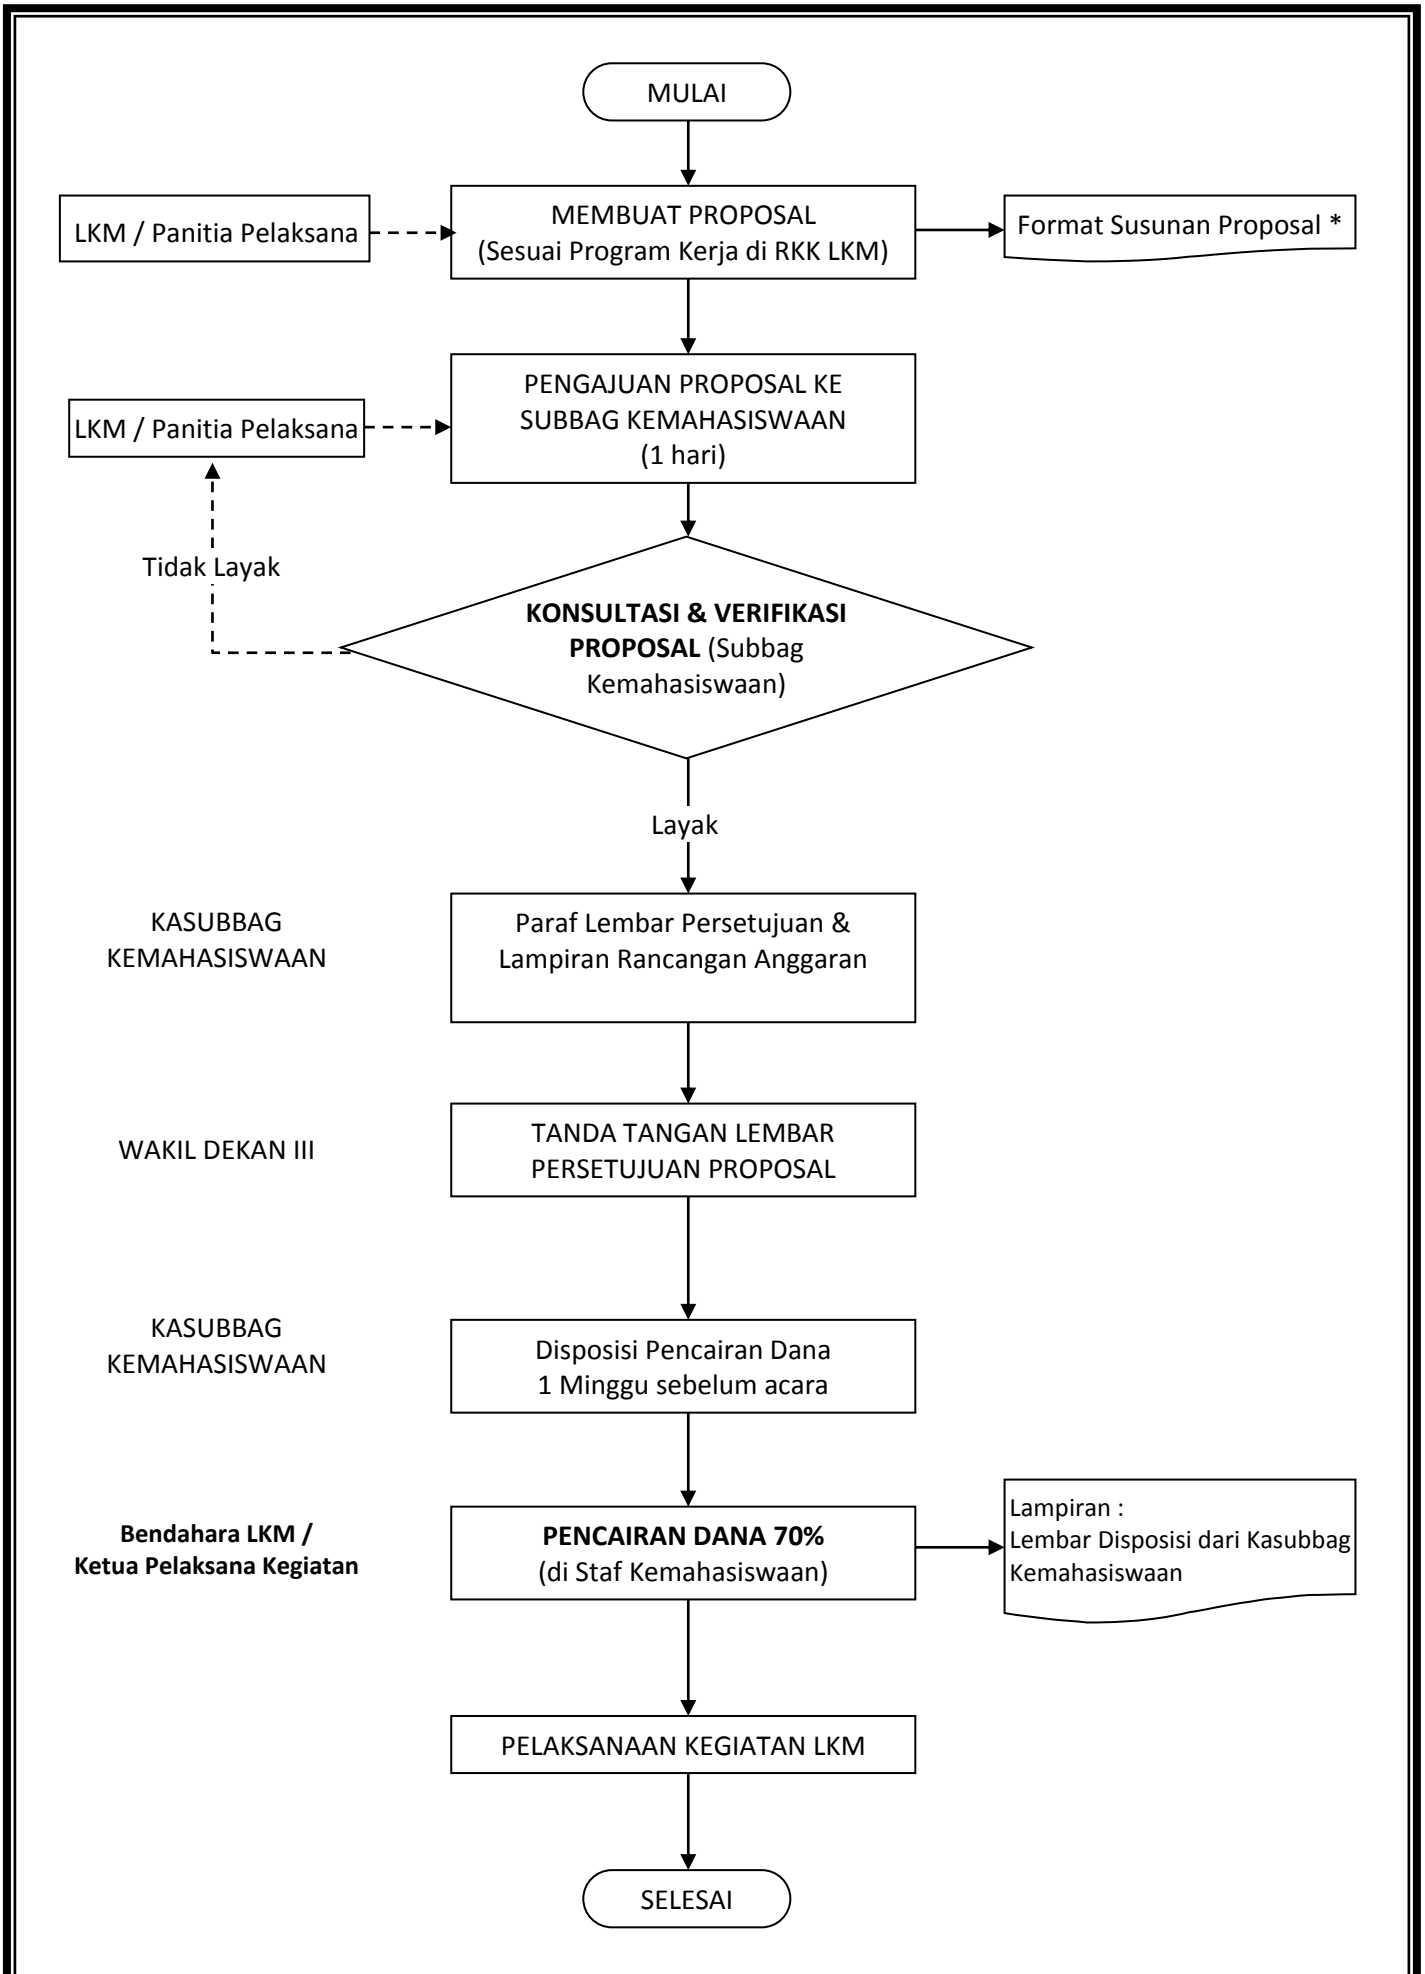 MULAI
LKM / Panitia Pelaksana
MEMBUAT PROPOSAL
(Sesuai Program Kerja di RKK LKM)
Format Susunan Proposal *
LKM / Panitia Pelaksana
PENGAJUAN PROPOSAL KE
SUBBAG KEMAHASISWAAN
(1 hari)
Tidak Layak
KONSULTASI & VERIFIKASI
PROPOSAL (Subbag
Kemahasiswaan)
Layak
KASUBBAG
KEMAHASISWAAN
Paraf Lembar Persetujuan &
Lampiran Rancangan Anggaran
WAKIL DEKAN III
TANDA TANGAN LEMBAR
PERSETUJUAN PROPOSAL
KASUBBAG
KEMAHASISWAAN
Disposisi Pencairan Dana
1 Minggu sebelum acara
Bendahara LKM /
Ketua Pelaksana Kegiatan
PENCAIRAN DANA 70%
(di Staf Kemahasiswaan)
Lampiran :
Lembar Disposisi dari Kasubbag
Kemahasiswaan
PELAKSANAAN KEGIATAN LKM
SELESAI